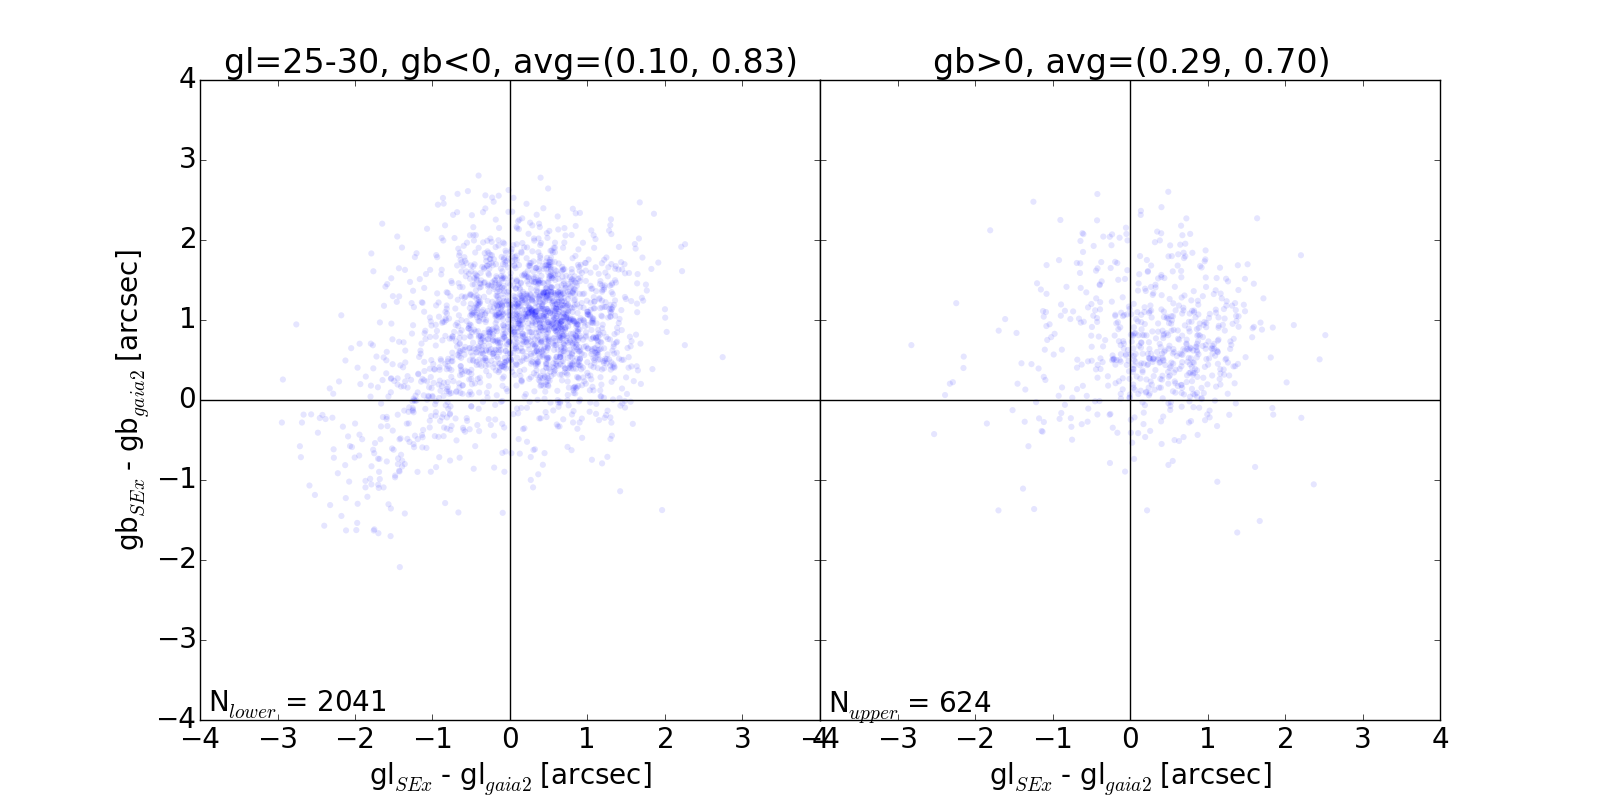 gl=25-30, gb<0, avg=(0.10, 0.83)
gb>0, avg=(0.29, 0.70)
4
3
2
1
0
−1
−2
−3
−4
gb_SEx - gb_gaia2 [arcsec]
N_lower = 2041
N_upper = 624
−4 −3 −2 −1 0 1 2 3 4
−4 −3 −2 −1 0 1 2 3 4
gl_SEx - gl_gaia2 [arcsec]
gl_SEx - gl_gaia2 [arcsec]